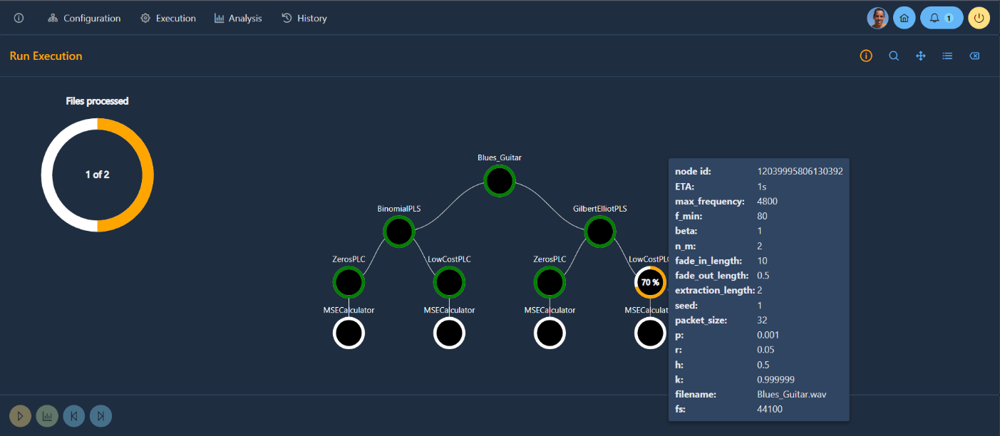 Configuration Execution Analysis History 1
Run Execution
Files processed
1 of 2
Blues_Guitar
BinomialPLS GilbertElliotPLS
ZerosPLC LowCostPLC ZerosPLC LowCostPLC
70 %
MSECalculator MSECalculator MSECalculator MSECalculat
node id: 12039995806130392
ETA: 1s
max_frequency: 4800
f_min: 80
beta: 1
n_m: 2
fade_in_length: 10
fade_out_length: 0.5
extraction_length: 2
seed: 1
packet_size: 32
p: 0.001
r: 0.05
h: 0.5
k: 0.999999
filename: Blues_Guitar.wav
fs: 44100